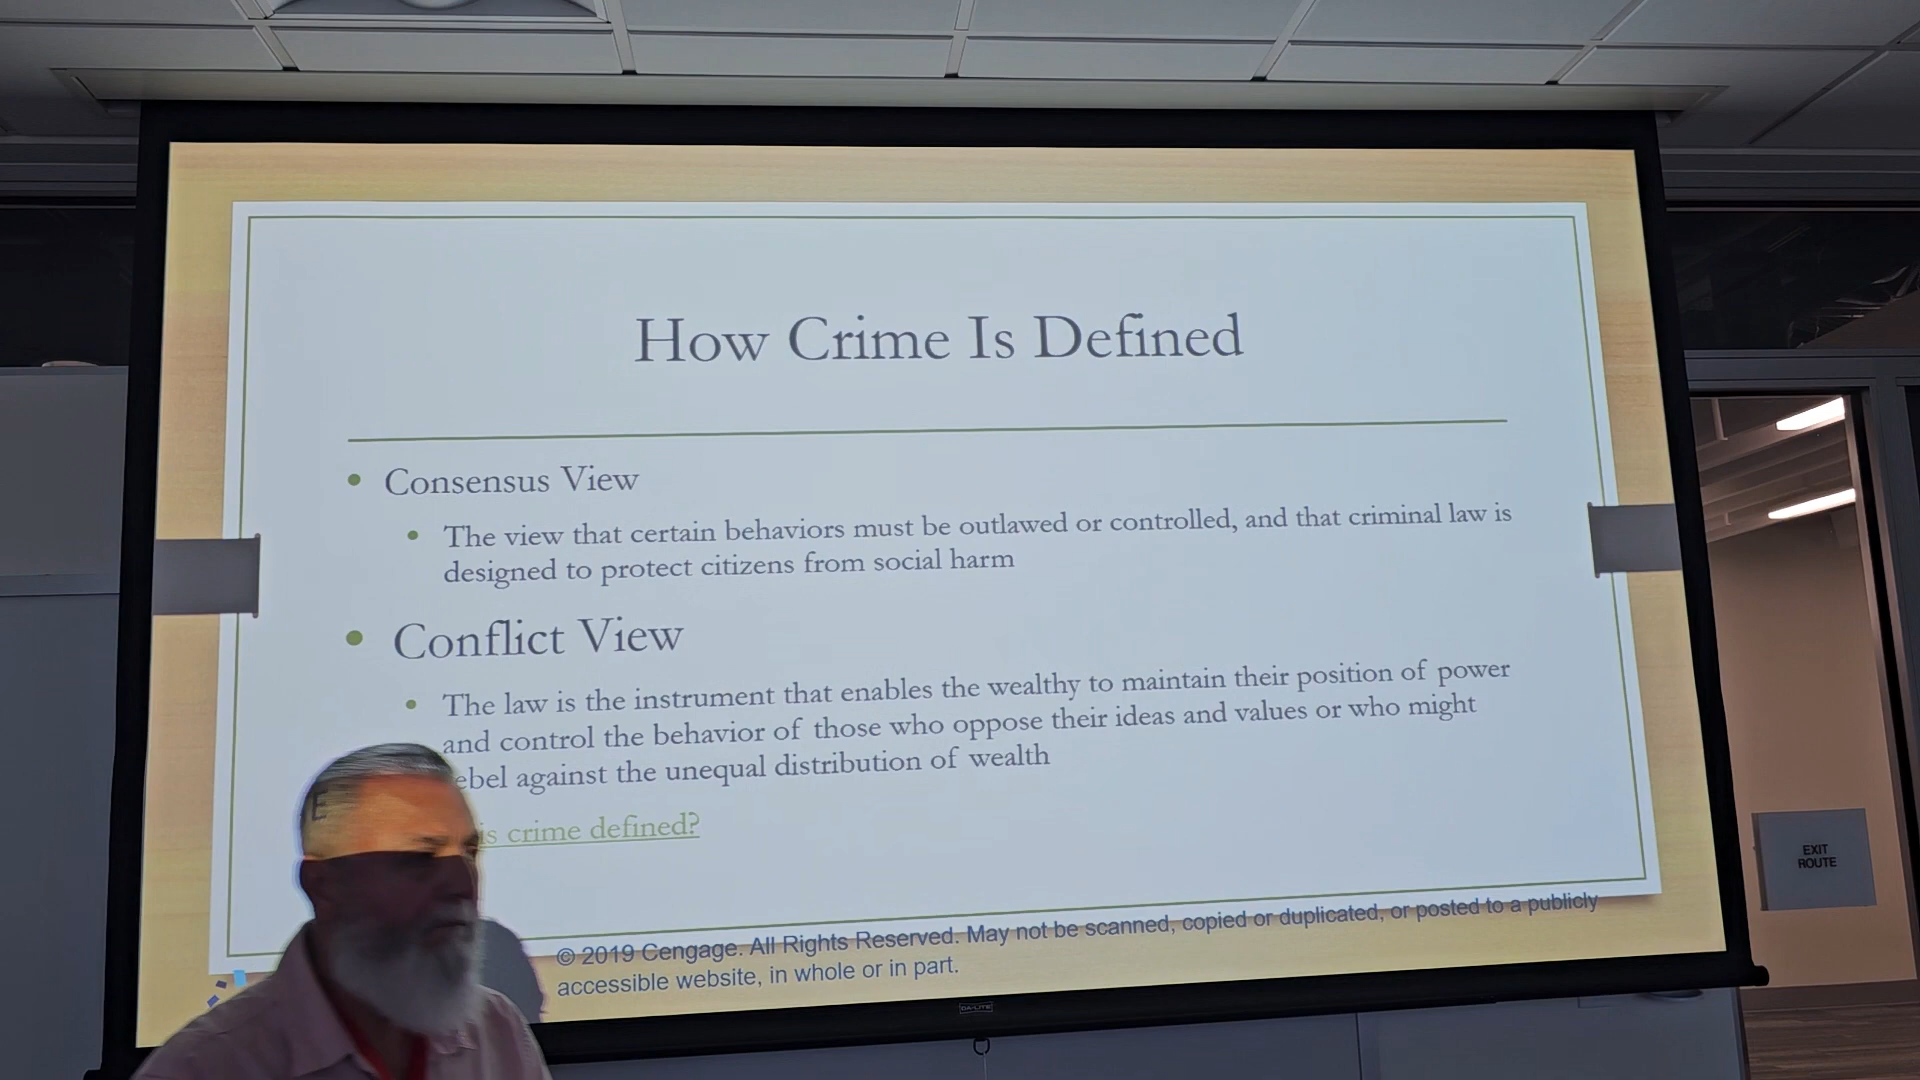 How Crime Is Defined
• Consensus View
• The view that certain behaviors must be outlawed or controlled, and that criminal law is
designed to protect citizens from social harm
• Conflict View
• The law is the instrument that enables the wealthy to maintain their position of power
and control the behavior of those who oppose their ideas and values or who might
ebel against the unequal distribution of wealth
is crime defined?
© 2019 Cengage. All Rights Reserved. May not be scanned, copied or duplicated, or posted to a publicly
accessible website, in whole or in part.
DA-LITE
EXIT
ROUTE
E